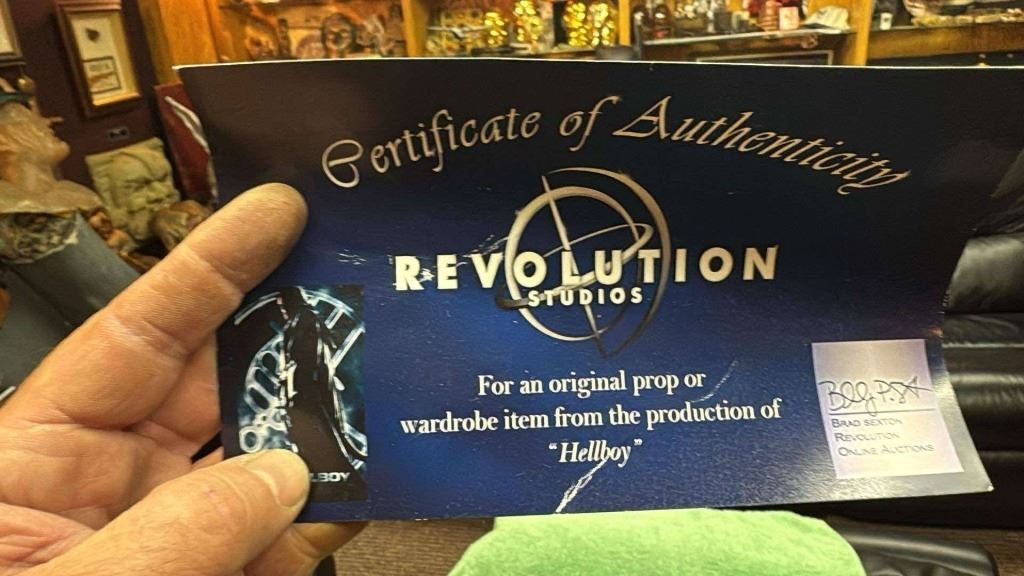 Certificate of Authenticity
REVOLUTION
STUDIOS
For an original prop or
wardrobe item from the production of
"Hellboy"
LBOY
BRAD SEXTON
REVOLUTION
ONLINE AUCTIONS